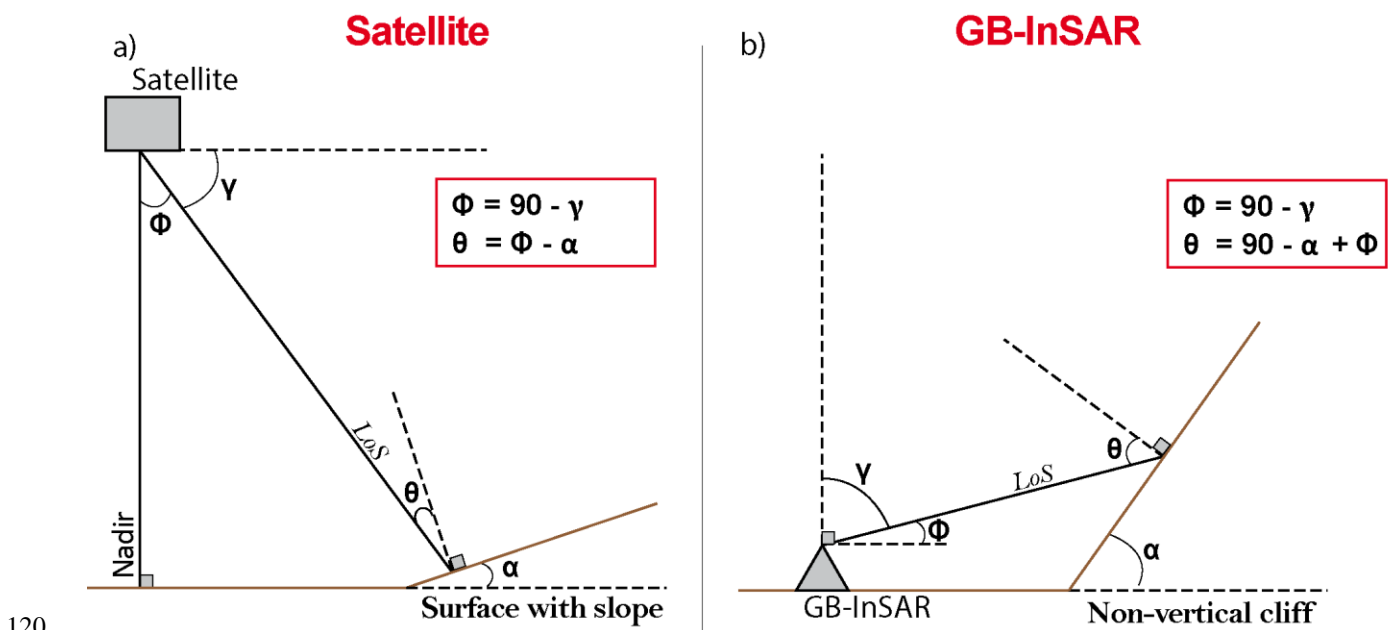 Satellite
a)
Satellite
γ
Φ
Φ = 90 - γ
θ = Φ - α
LoS
θ
Nadir
α
Surface with slope
120
GB-InSAR
b)
Φ = 90 - γ
θ = 90 - α + Φ
θ
γ
LoS
Φ
α
GB-InSAR
Non-vertical cliff